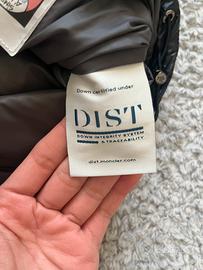 Down certified under
DIST
DOWN INTEGRITY SYSTEM
& TRACEABILITY
dist.moncler.com